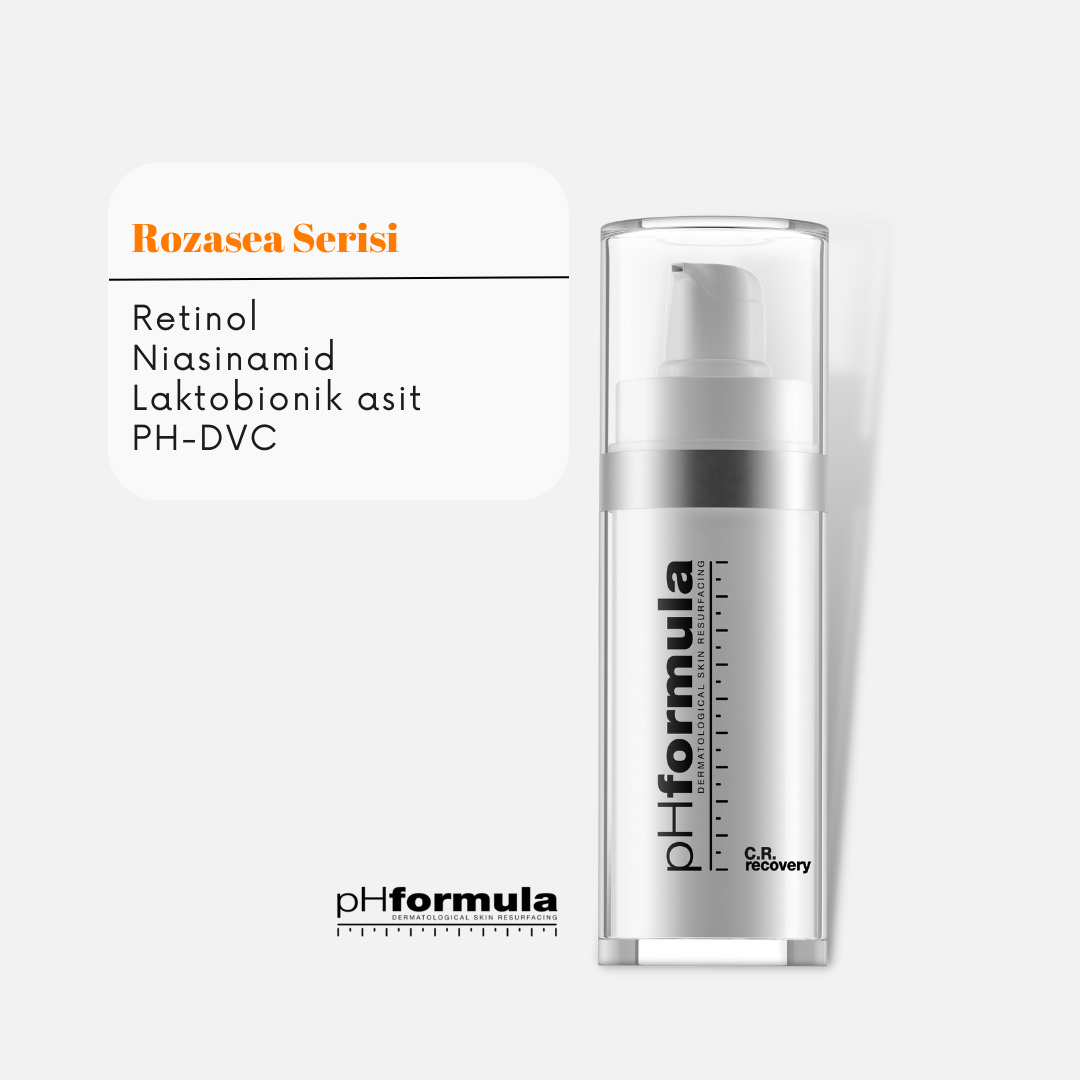 Rozasea Serisi
Retinol
Niasinamid
Laktobionik asit
PH-DVC
pHformula
DERMATOLOGICAL SKIN RESURFACING
C.R.
recovery
pHformula
DERMATOLOGICAL SKIN RESURFACING